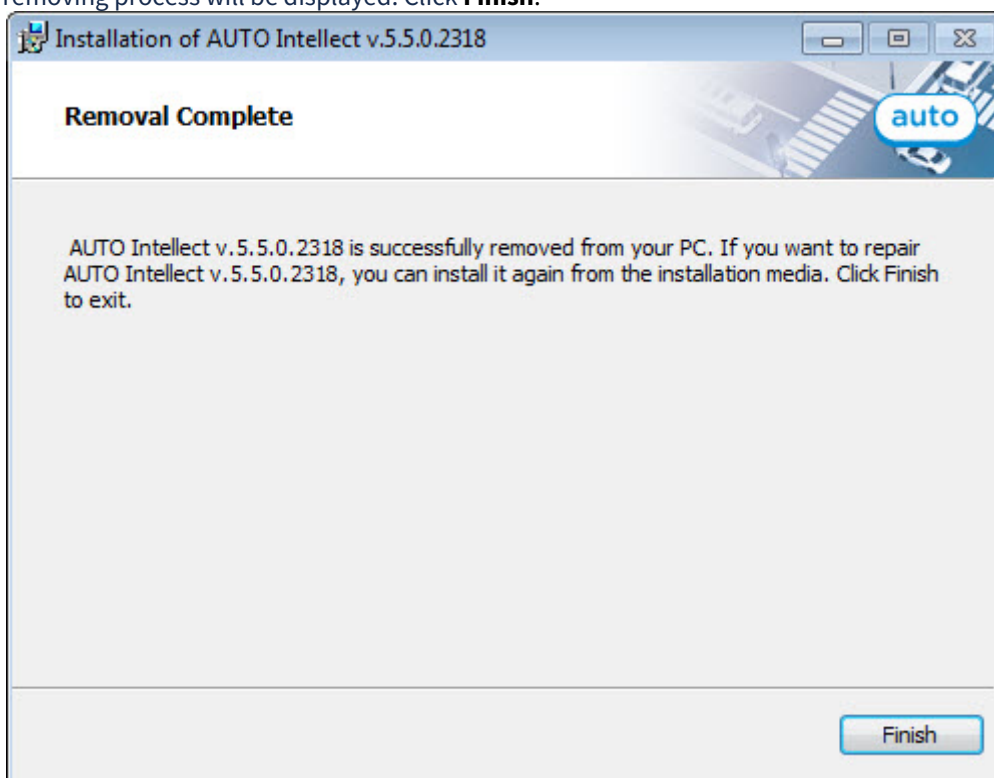 removing process will be displayed. Click Finish.
Installation of AUTO Intellect v.5.5.0.2318
Removal Complete
auto
AUTO Intellect v.5.5.0.2318 is successfully removed from your PC. If you want to repair
AUTO Intellect v.5.5.0.2318, you can install it again from the installation media. Click Finish
to exit.
Finish